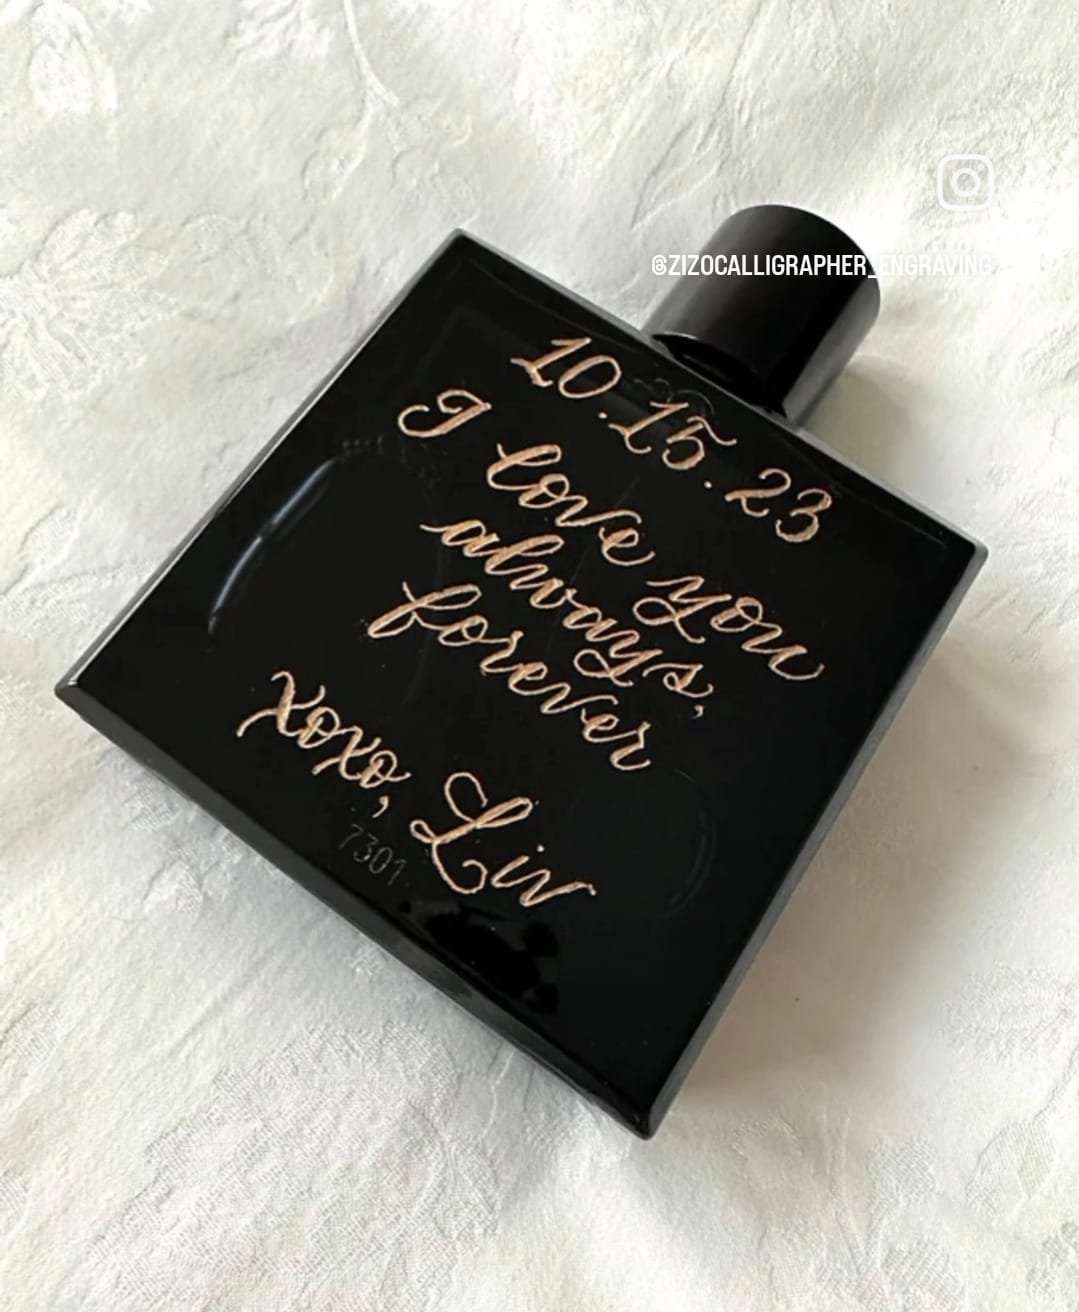 @ZIZOCALLIGRAPHER_ENGRAVING
10.15.23
I love you
always,
forever
xoxo, Liv
7301